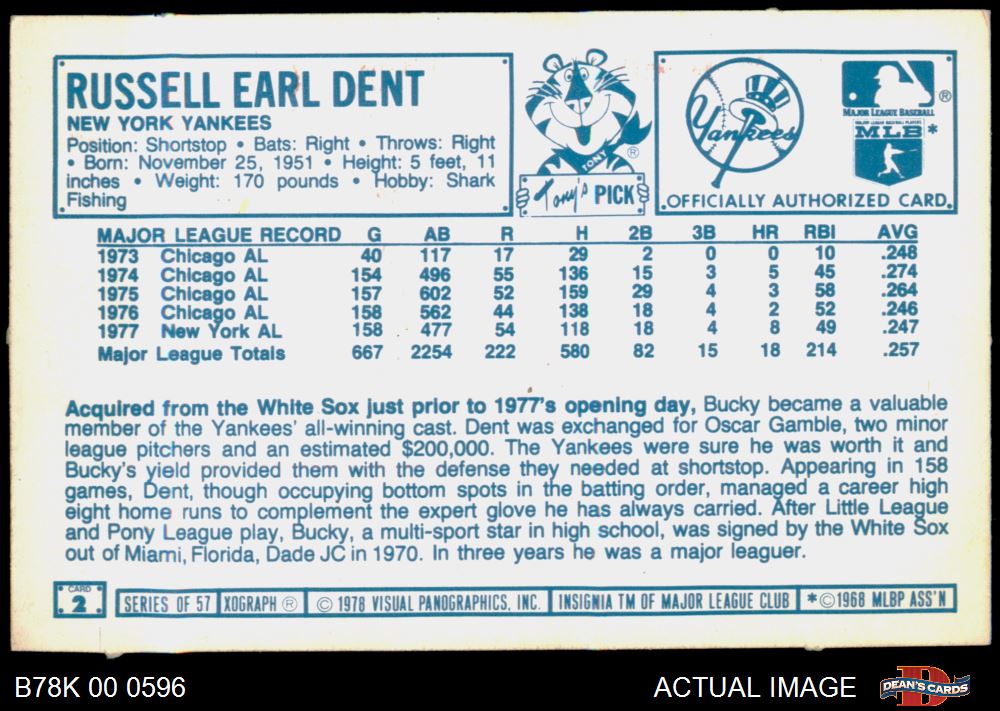 RUSSELL EARL DENT
NEW YORK YANKEES
Position: Shortstop • Bats: Right • Throws: Right
• Born: November 25, 1951 • Height: 5 feet, 11
inches • Weight: 170 pounds • Hobby: Shark
Fishing
TONY
®
Tony's PICK
Yankees
®
MAJOR LEAGUE BASEBALL
MAJOR LEAGUE BASEBALL PLAYERS
MLB*
OFFICIALLY AUTHORIZED CARD
MAJOR LEAGUE RECORD G AB R H 2B 3B HR RBI AVG
1973 Chicago AL 40 117 17 29 2 0 0 10 .248
1974 Chicago AL 154 496 55 136 15 3 5 45 .274
1975 Chicago AL 157 602 52 159 29 4 3 58 .264
1976 Chicago AL 158 562 44 138 18 4 2 52 .246
1977 New York AL 158 477 54 118 18 4 8 49 .247
Major League Totals 667 2254 222 580 82 15 18 214 .257
Acquired from the White Sox just prior to 1977's opening day, Bucky became a valuable
member of the Yankees' all-winning cast. Dent was exchanged for Oscar Gamble, two minor
league pitchers and an estimated $200,000. The Yankees were sure he was worth it and
Bucky's yield provided them with the defense they needed at shortstop. Appearing in 158
games, Dent, though occupying bottom spots in the batting order, managed a career high
eight home runs to complement the expert glove he has always carried. After Little League
and Pony League play, Bucky, a multi-sport star in high school, was signed by the White Sox
out of Miami, Florida, Dade JC in 1970. In three years he was a major leaguer.
CARD
2
SERIES OF 57 XOGRAPH ® © 1978 VISUAL PANOGRAPHICS, INC. INSIGNIA TM OF MAJOR LEAGUE CLUB *©1968 MLBP ASS'N
B78K 00 0596
ACTUAL IMAGE
D
DEAN'S CARDS